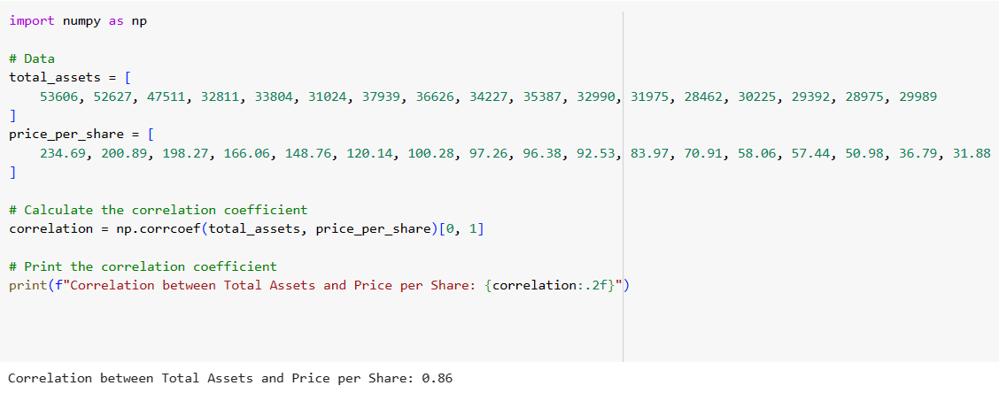 import numpy as np
# Data
total_assets = [
53606, 52627, 47511, 32811, 33804, 31024, 37939, 36626, 34227, 35387, 32990, 31975, 28462, 30225, 29392, 28975, 29989
]
price_per_share = [
234.69, 200.89, 198.27, 166.06, 148.76, 120.14, 100.28, 97.26, 96.38, 92.53, 83.97, 70.91, 58.06, 57.44, 50.98, 36.79, 31.88
]
# Calculate the correlation coefficient
correlation = np.corrcoef(total_assets, price_per_share)[0, 1]
# Print the correlation coefficient
print(f"Correlation between Total Assets and Price per Share: {correlation:.2f}")
Correlation between Total Assets and Price per Share: 0.86